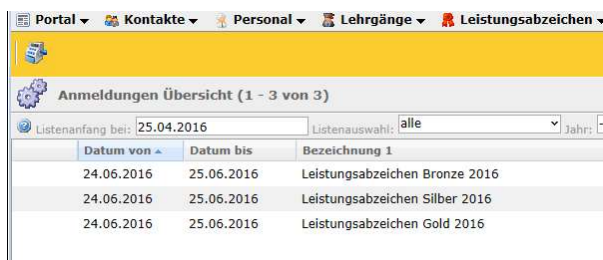 Portal Kontakte Personal Lehrgänge Leistungsabzeichen
Anmeldungen Übersicht (1 - 3 von 3)
Listenanfang bei: 25.04.2016 Listenauswahl: alle Jahr: -
Datum von Datum bis Bezeichnung 1
24.06.2016 25.06.2016 Leistungsabzeichen Bronze 2016
24.06.2016 25.06.2016 Leistungsabzeichen Silber 2016
24.06.2016 25.06.2016 Leistungsabzeichen Gold 2016